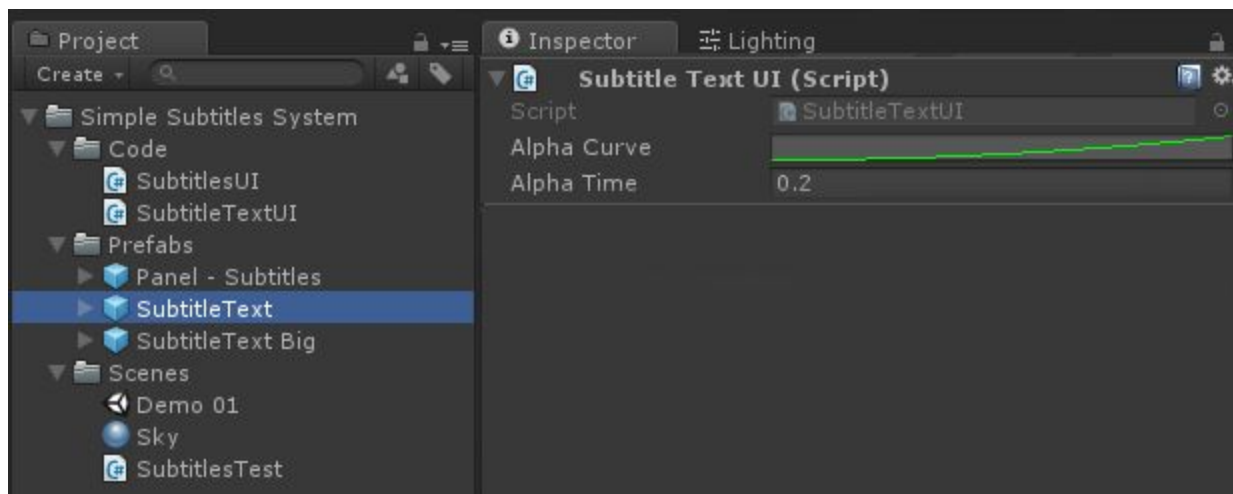 Project
Create
Simple Subtitles System
Code
SubtitlesUI
SubtitleTextUI
Prefabs
Panel - Subtitles
SubtitleText
SubtitleText Big
Scenes
Demo 01
Sky
SubtitlesTest
Inspector
Lighting
Subtitle Text UI (Script)
Script SubtitleTextUI
Alpha Curve
Alpha Time 0.2